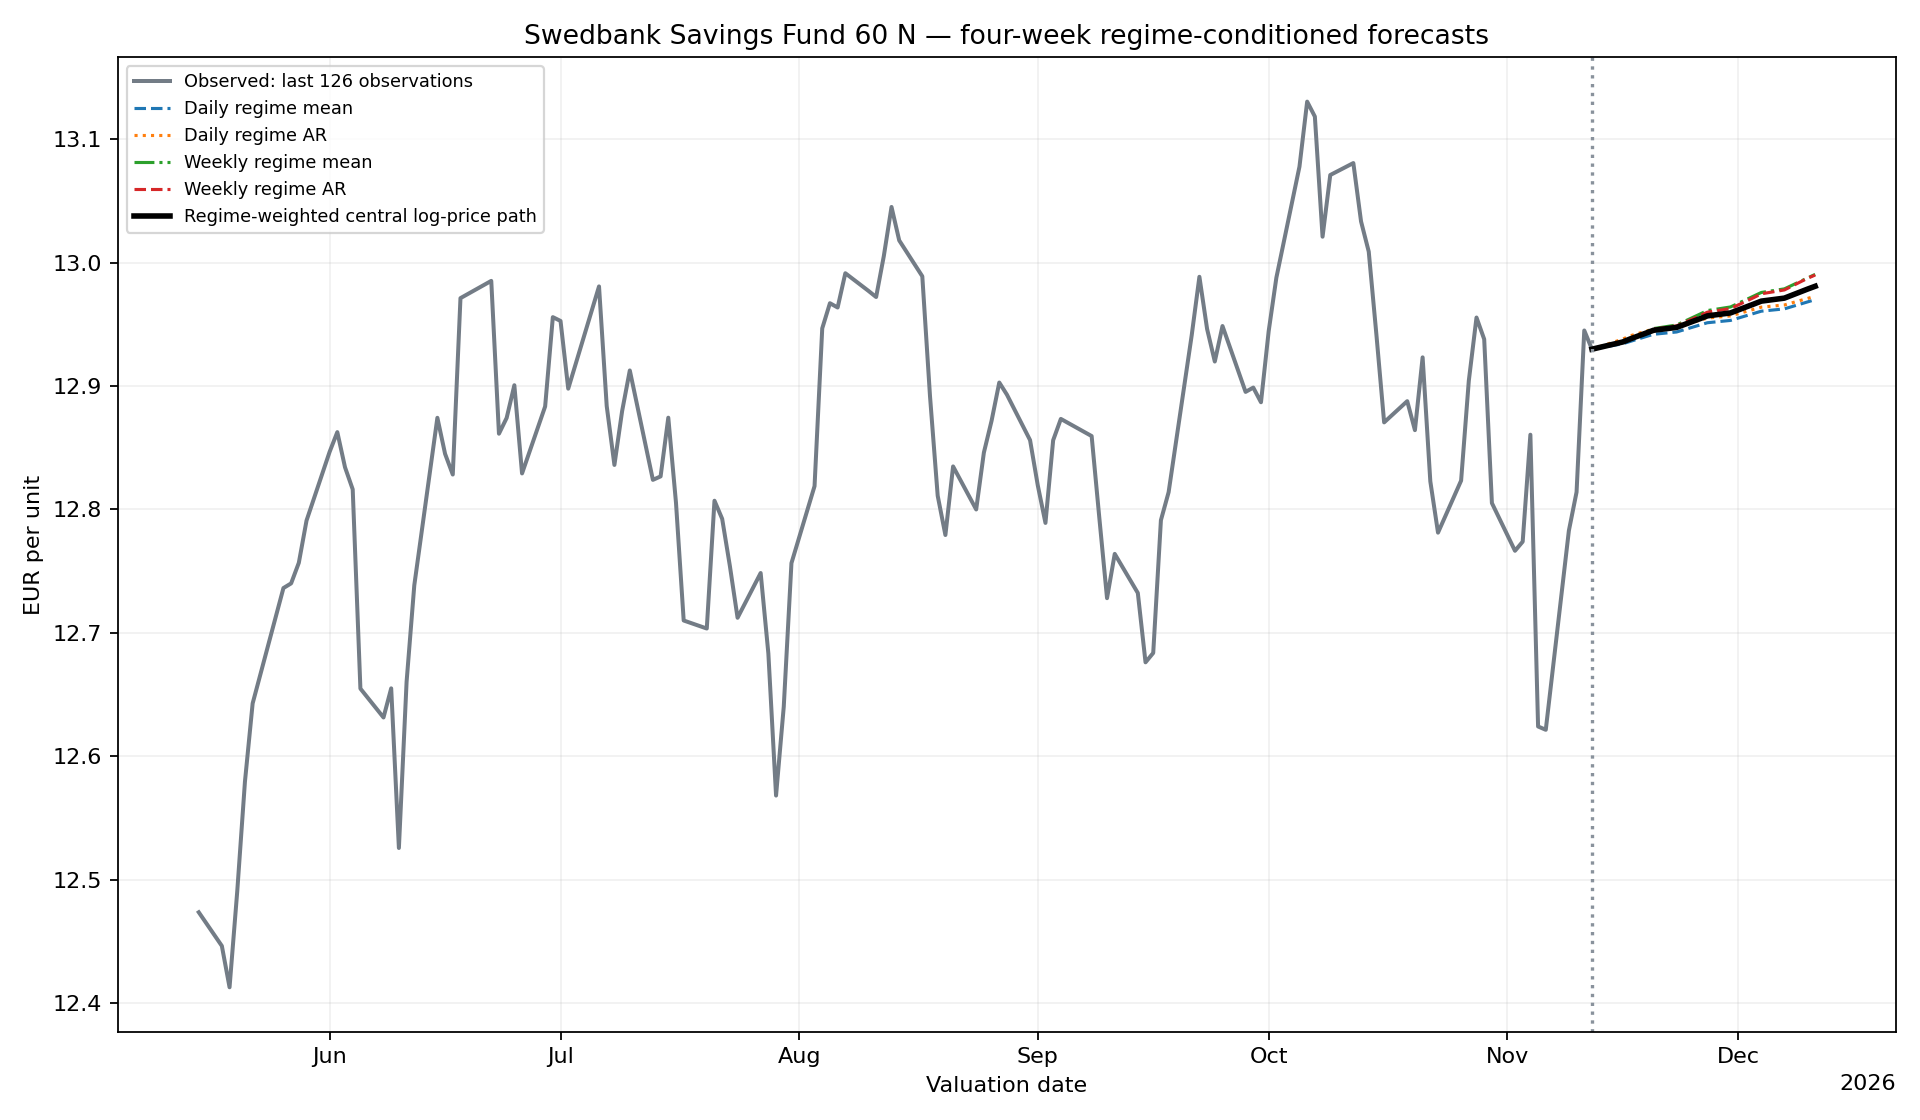 Swedbank Savings Fund 60 N — four-week regime-conditioned forecasts
Observed: last 126 observations
Daily regime mean
Daily regime AR
Weekly regime mean
Weekly regime AR
Regime-weighted central log-price path
EUR per unit
13.1
13.0
12.9
12.8
12.7
12.6
12.5
12.4
Jun Jul Aug Sep Oct Nov Dec
Valuation date
2026